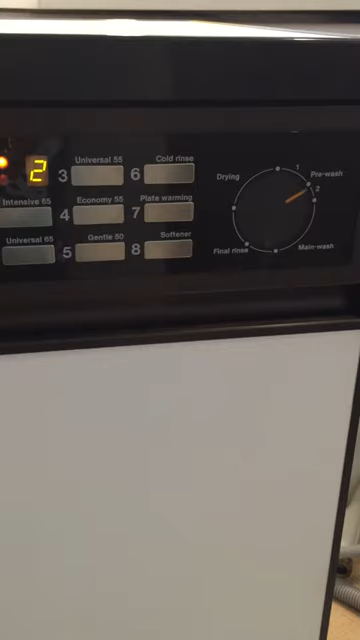 2
3 Universal 55
6 Cold rinse
Intensive 65
4 Economy 55
7 Plate warming
Universal 65
5 Gentle 50
8 Softener
Drying
1
Pre-wash
2
Final rinse
Main-wash